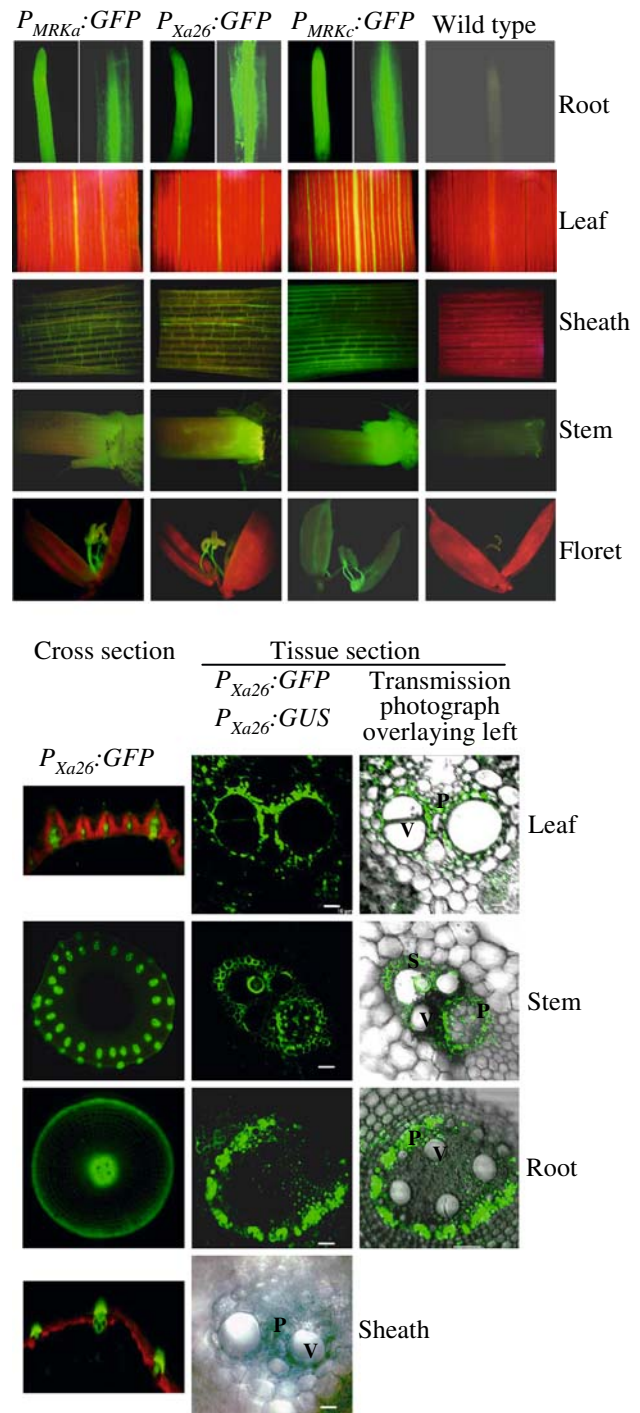 P_MRKa:GFP P_Xa26:GFP P_MRKc:GFP Wild type
Root
Leaf
Sheath
Stem
Floret
Cross section Tissue section
P_Xa26:GFP Transmission
P_Xa26:GUS photograph
overlaying left
P_Xa26:GFP
P
V
Leaf
S
V
P
Stem
P
V
Root
P
V
Sheath